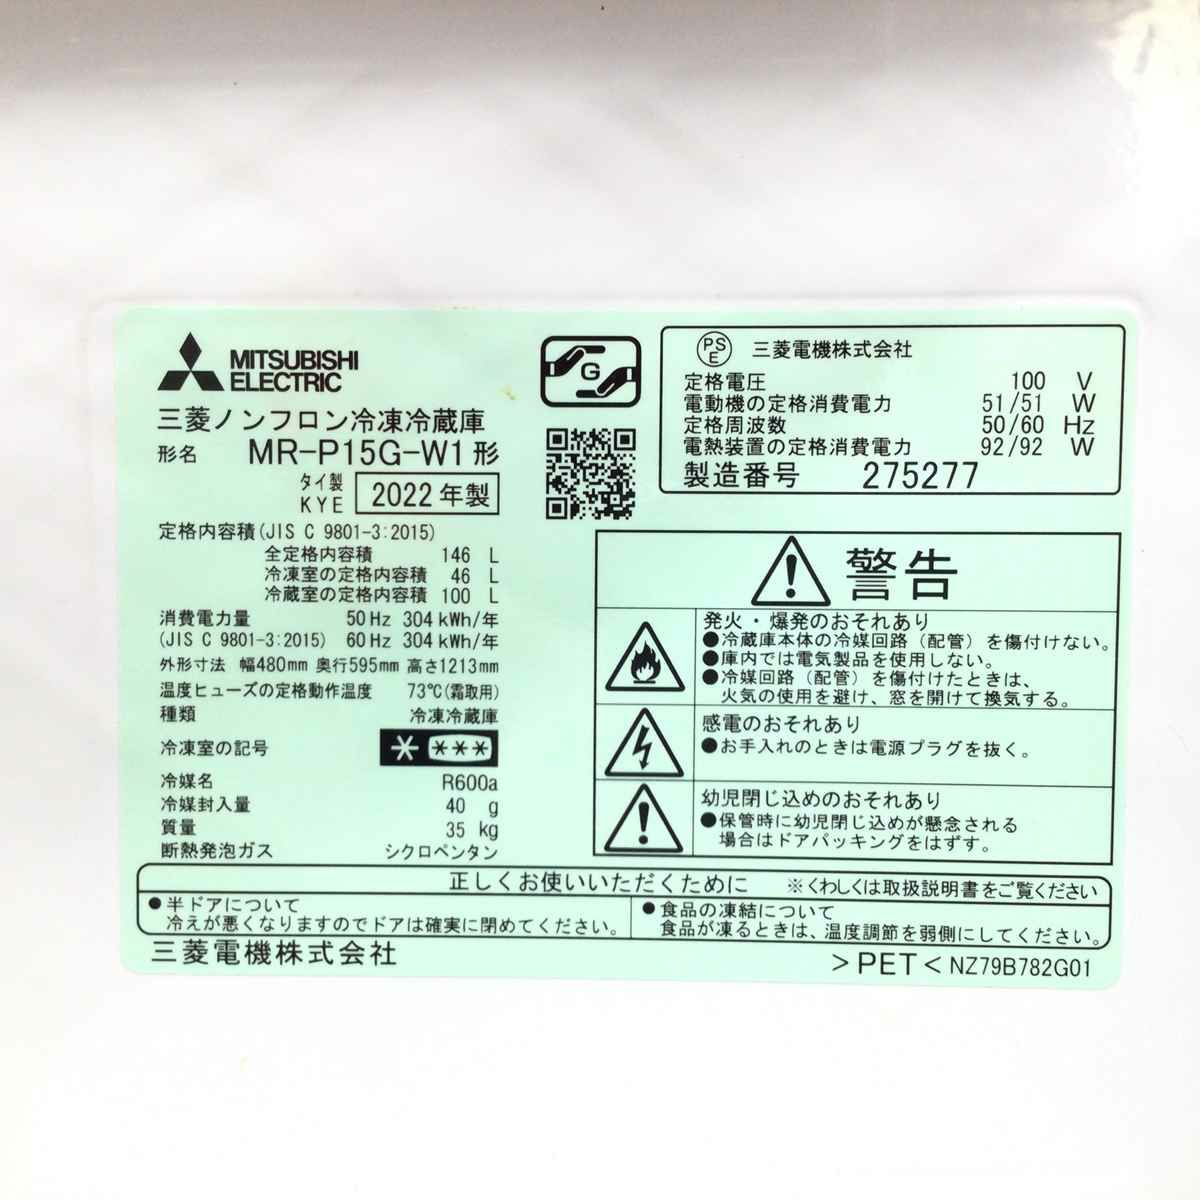 MITSUBISHI
ELECTRIC
三菱ノンフロン冷凍冷蔵庫
形名 MR-P15G-W1形
タイ製
KYE 2022年製
定格内容積(JIS C 9801-3:2015)
全定格内容積 146 L
冷凍室の定格内容積 46 L
冷蔵室の定格内容積 100 L
消費電力量 50Hz 304kWh/年
(JIS C 9801-3:2015) 60Hz 304kWh/年
外形寸法 幅480mm 奥行595mm 高さ1213mm
温度ヒューズの定格動作温度 73℃(霜取用)
種類 冷凍冷蔵庫
冷凍室の記号 * ***
冷媒名 R600a
冷媒封入量 40 g
質量 35 kg
断熱発泡ガス シクロペンタン
G
PSE 三菱電機株式会社
定格電圧 100 V
電動機の定格消費電力 51/51 W
定格周波数 50/60 Hz
電熱装置の定格消費電力 92/92 W
製造番号 275277
警告
発火・爆発のおそれあり
●冷蔵庫本体の冷媒回路(配管)を傷付けない。
●庫内では電気製品を使用しない。
●冷媒回路(配管)を傷付けたときは、
火気の使用を避け、窓を開けて換気する。
感電のおそれあり
●お手入れのときは電源プラグを抜く。
幼児閉じ込めのおそれあり
●保管時に幼児閉じ込めが懸念される
場合はドアパッキングをはずす。
正しくお使いいただくために ※くわしくは取扱説明書をご覧ください
●半ドアについて
冷えが悪くなりますのでドアは確実に閉めてください。
●食品の凍結について
食品が凍るときは、温度調節を弱側にしてください。
三菱電機株式会社
>PET< NZ79B782G01